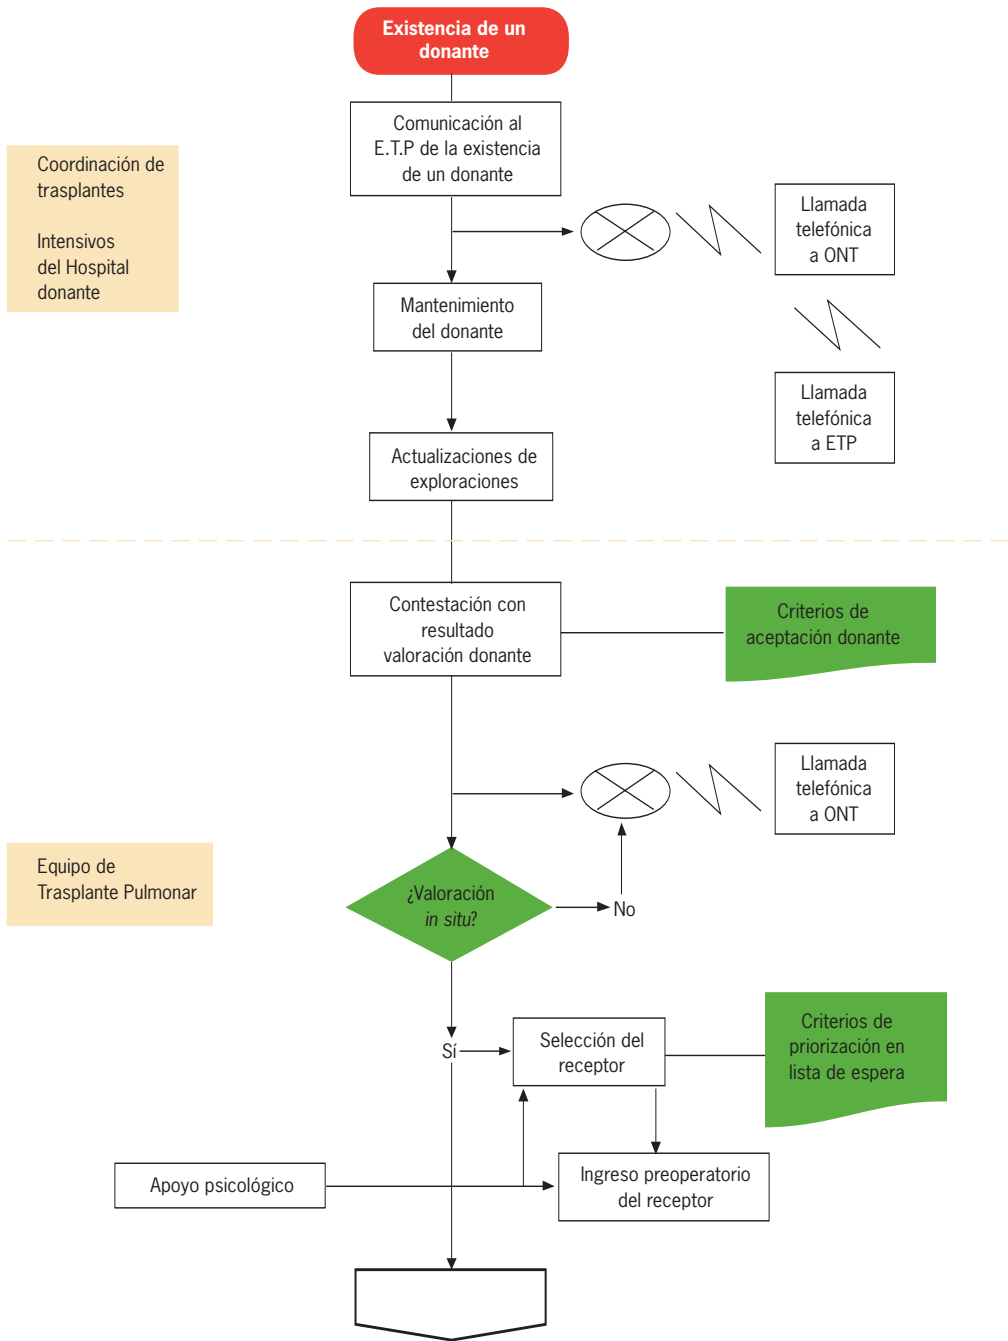 Existencia de un
donante
Comunicación al
E.T.P de la existencia
de un donante
Coordinación de
trasplantes
Intensivos
del Hospital
donante
Llamada
telefónica
a ONT
Mantenimiento
del donante
Llamada
telefónica
a ETP
Actualizaciones de
exploraciones
Contestación con
resultado
valoración donante
Criterios de
aceptación donante
Llamada
telefónica
a ONT
Equipo de
Trasplante Pulmonar
¿Valoración
in situ?
No
Sí
Selección del
receptor
Criterios de
priorización en
lista de espera
Apoyo psicológico
Ingreso preoperatorio
del receptor